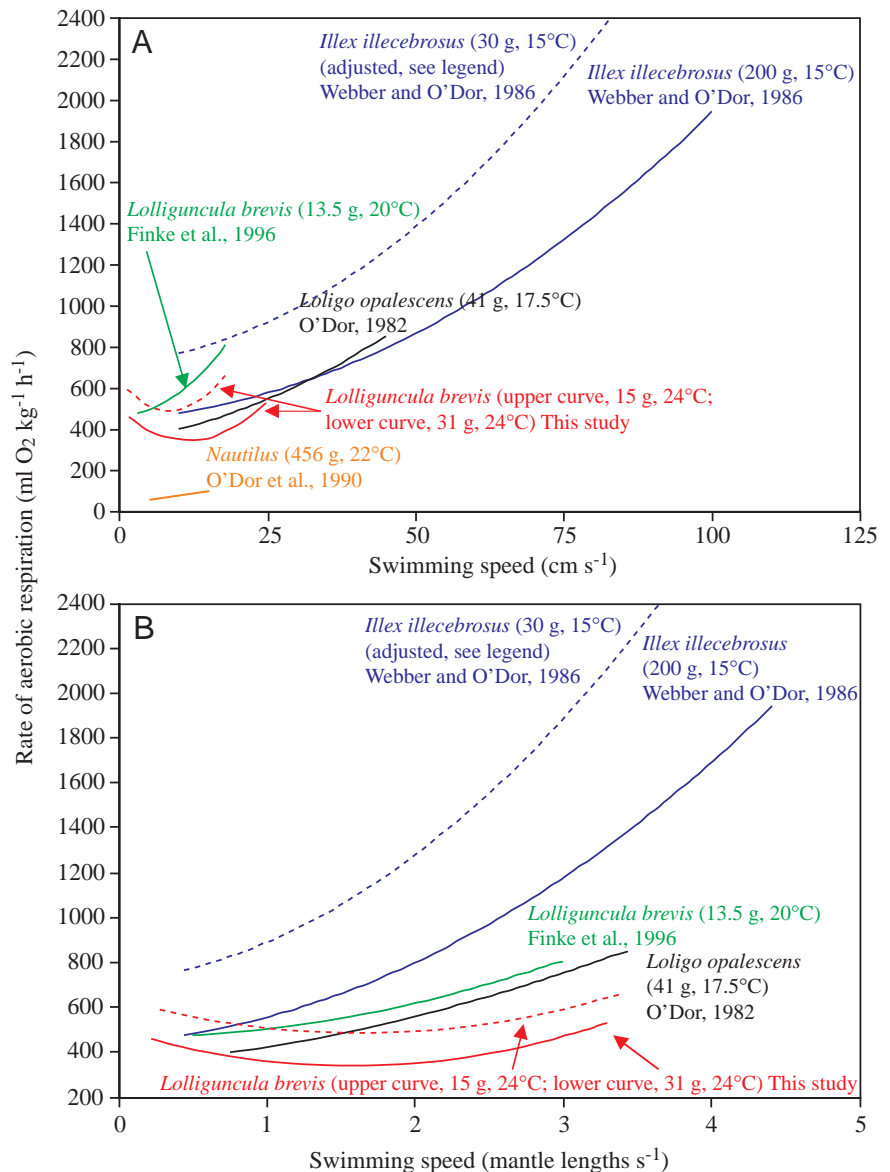 Rate of aerobic respiration (ml O₂ kg⁻¹ h⁻¹)
A
2400
2200
2000
1800
1600
1400
1200
1000
800
600
400
200
0
Illex illecebrosus (30 g, 15°C)
(adjusted, see legend)
Webber and O'Dor, 1986
Illex illecebrosus (200 g, 15°C)
Webber and O'Dor, 1986
Lolliguncula brevis (13.5 g, 20°C)
Finke et al., 1996
Loligo opalescens (41 g, 17.5°C)
O'Dor, 1982
Lolliguncula brevis (upper curve, 15 g, 24°C;
lower curve, 31 g, 24°C) This study
Nautilus (456 g, 22°C)
O'Dor et al., 1990
0 25 50 75 100 125
Swimming speed (cm s⁻¹)
B
2400
2200
2000
1800
1600
1400
1200
1000
800
600
400
200
Illex illecebrosus (30 g, 15°C)
(adjusted, see legend)
Webber and O'Dor, 1986
Illex illecebrosus
(200 g, 15°C)
Webber and O'Dor, 1986
Lolliguncula brevis (13.5 g, 20°C)
Finke et al., 1996
Loligo opalescens
(41 g, 17.5°C)
O'Dor, 1982
Lolliguncula brevis (upper curve, 15 g, 24°C; lower curve, 31 g, 24°C) This study
0 1 2 3 4 5
Swimming speed (mantle lengths s⁻¹)